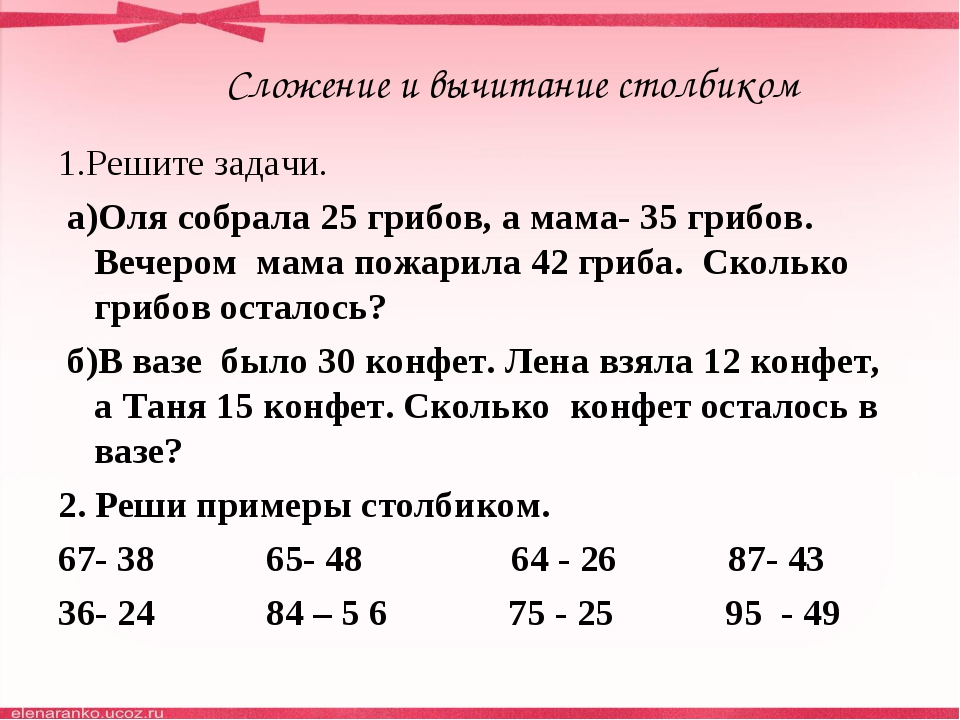 Сложение и вычитание столбиком
1.Решите задачи.
а)Оля собрала 25 грибов, а мама- 35 грибов.
Вечером мама пожарила 42 гриба. Сколько
грибов осталось?
б)В вазе было 30 конфет. Лена взяла 12 конфет,
а Таня 15 конфет. Сколько конфет осталось в
вазе?
2. Реши примеры столбиком.
67- 38 65- 48 64 - 26 87- 43
36- 24 84 – 5 6 75 - 25 95 - 49
elenaranko.ucoz.ru